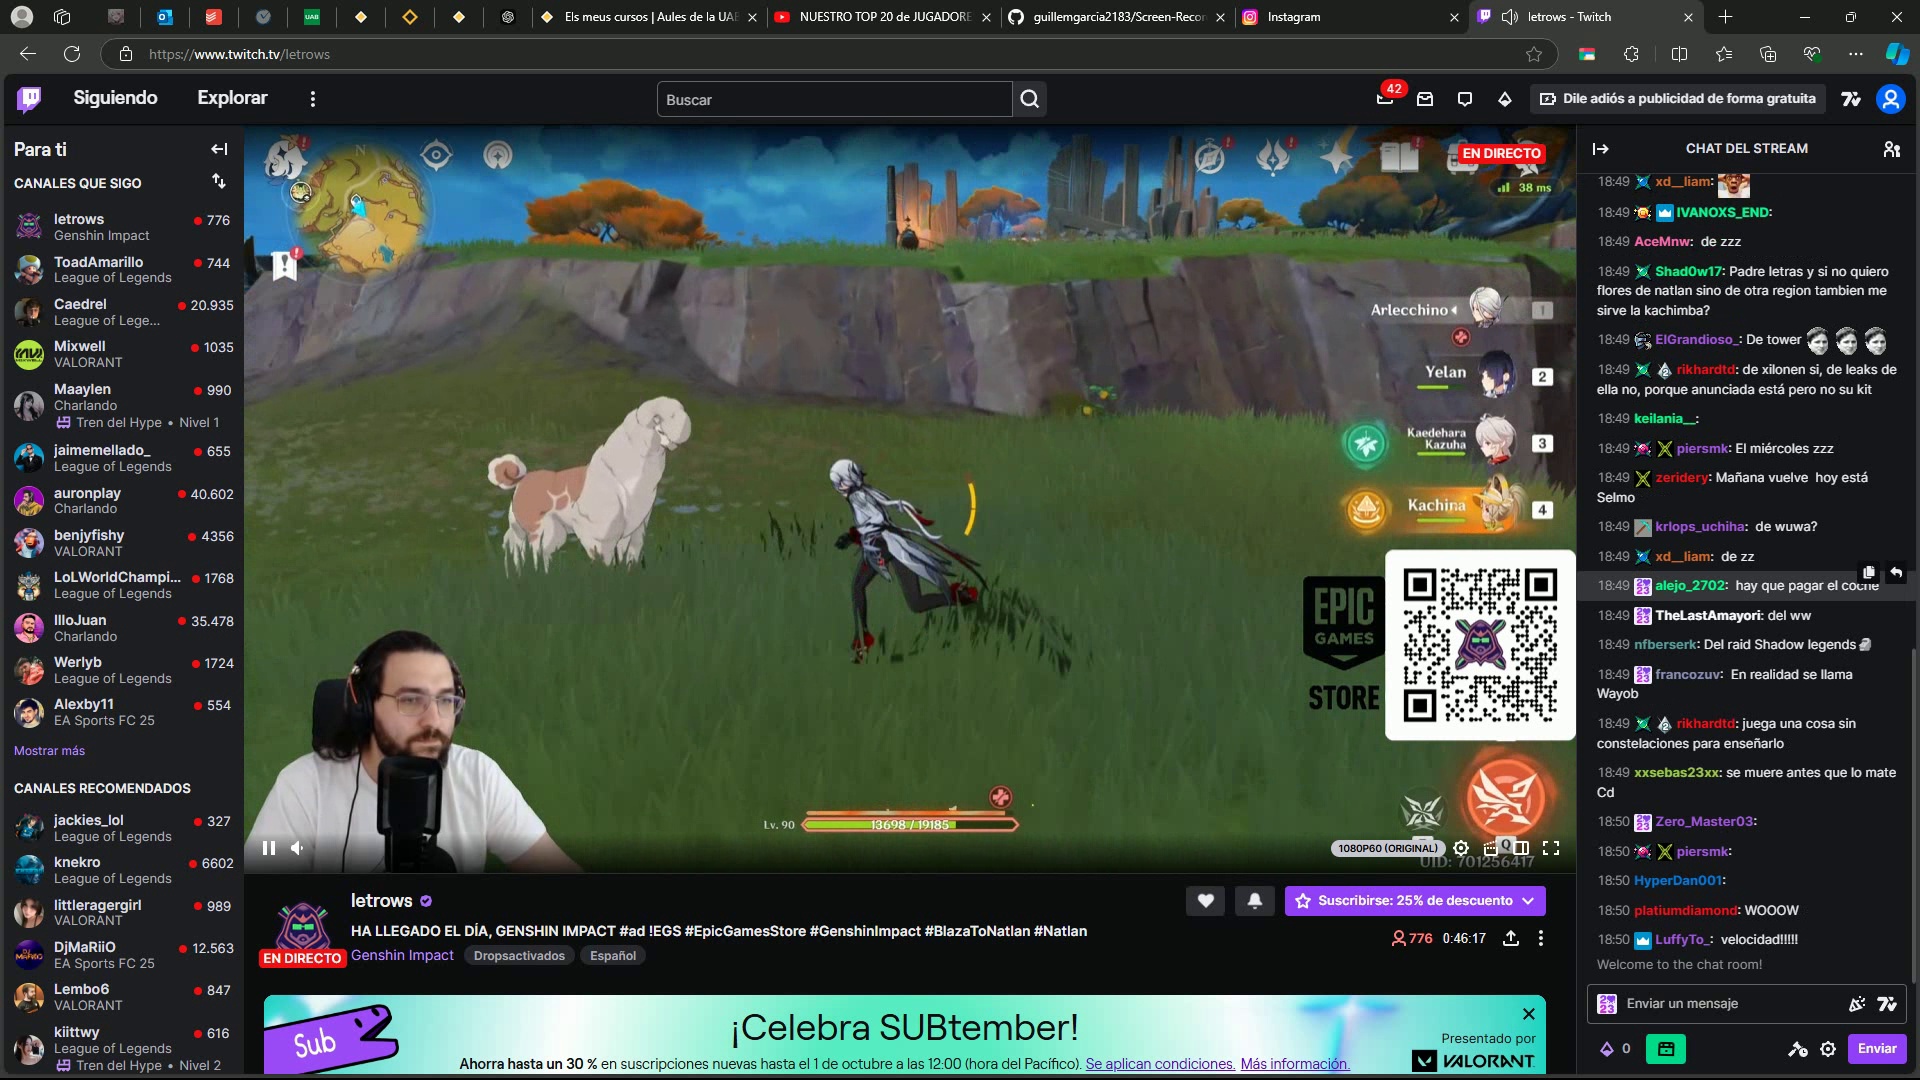 Els meus cursos | Aules de la UAB
NUESTRO TOP 20 de JUGADORE
guillemgarcia2183/Screen-Recor
Instagram
letrows - Twitch
https://www.twitch.tv/letrows
Siguiendo
Explorar
Buscar
42
Dile adiós a publicidad de forma gratuita
Para ti
CANALES QUE SIGO
letrows
776
Genshin Impact
ToadAmarillo
744
League of Legends
Caedrel
20.935
League of Lege...
Mixwell
1035
VALORANT
Maaylen
990
Charlando
Tren del Hype • Nivel 1
jaimemellado_
655
League of Legends
auronplay
40.602
Charlando
benjyfishy
4356
VALORANT
LoLWorldChampi...
1768
League of Legends
IlloJuan
35.478
Charlando
Werlyb
1724
League of Legends
Alexby11
554
EA Sports FC 25
Mostrar más
CANALES RECOMENDADOS
jackies_lol
327
League of Legends
knekro
6602
League of Legends
littleragergirl
989
VALORANT
DjMaRiiO
12.563
EA Sports FC 25
Lembo6
847
VALORANT
kiittwy
616
League of Legends
Tren del Hype • Nivel 2
N
EN DIRECTO
38 ms
Arlecchino
1
Yelan
2
Kaedehara
Kazuha
3
Kachina
4
EPIC
GAMES
STORE
Lv. 90
13698 / 19185
1080P60 (ORIGINAL)
Q
UID: 701256417
letrows
Suscribirse: 25% de descuento
HA LLEGADO EL DÍA, GENSHIN IMPACT #ad !EGS #EpicGamesStore #GenshinImpact #BlazaToNatlan #Natlan
776
0:46:17
EN DIRECTO
Genshin Impact
Dropsactivados
Español
Sub
¡Celebra SUBtember!
Ahorra hasta un 30 % en suscripciones nuevas hasta el 1 de octubre a las 12:00 (hora del Pacífico). Se aplican condiciones. Más información.
Presentado por
VALORANT
CHAT DEL STREAM
18:49 xd__liam:
18:49 IVANOXS_END:
18:49 AceMnw: de zzz
18:49 Shad0w17: Padre letras y si no quiero
flores de natlan sino de otra region tambien me
sirve la kachimba?
18:49 ElGrandioso_: De tower
18:49 rikhardtd: de xilonen si, de leaks de
ella no, porque anunciada está pero no su kit
18:49 keilania__:
18:49 piersmk: El miércoles zzz
18:49 zeridery: Mañana vuelve hoy está
Selmo
18:49 krlops_uchiha: de wuwa?
18:49 xd__liam: de zz
18:49 alejo_2702: hay que pagar el coche
18:49 TheLastAmayori: del ww
18:49 nfberserk: Del raid Shadow legends
18:49 francozuv: En realidad se llama
Wayob
18:49 rikhardtd: juega una cosa sin
constelaciones para enseñarlo
18:49 xxsebas23xx: se muere antes que lo mate
Cd
18:50 Zero_Master03:
18:50 piersmk:
18:50 HyperDan001:
18:50 platiumdiamond: WOOOW
18:50 LuffyTo_: velocidad!!!!!
Welcome to the chat room!
Enviar un mensaje
0
Enviar